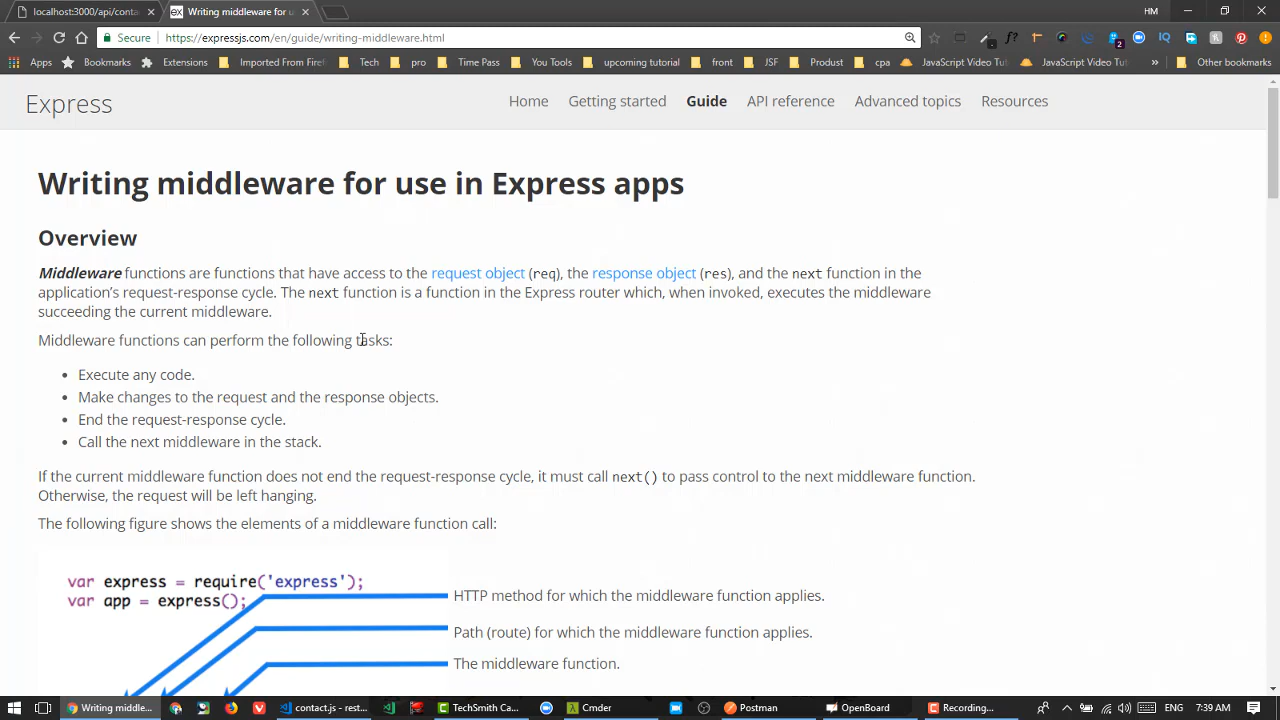 localhost:3000/api/conta
Writing middleware for u
HM
Secure
https://expressjs.com/en/guide/writing-middleware.html
Apps
Bookmarks
Extensions
Imported From Firef
Tech
pro
Time Pass
You Tools
upcoming tutorial
front
JSF
Produst
cpa
JavaScript Video Tut
JavaScript Video Tut
Other bookmarks
Express
Home
Getting started
Guide
API reference
Advanced topics
Resources
Writing middleware for use in Express apps
Overview
Middleware functions are functions that have access to the request object (req), the response object (res), and the next function in the
application’s request-response cycle. The next function is a function in the Express router which, when invoked, executes the middleware
succeeding the current middleware.
Middleware functions can perform the following tasks:
Execute any code.
Make changes to the request and the response objects.
End the request-response cycle.
Call the next middleware in the stack.
If the current middleware function does not end the request-response cycle, it must call next() to pass control to the next middleware function.
Otherwise, the request will be left hanging.
The following figure shows the elements of a middleware function call:
var express = require('express');
var app = express();
HTTP method for which the middleware function applies.
Path (route) for which the middleware function applies.
The middleware function.
Writing middle...
contact.js - rest...
TechSmith Ca...
Cmder
Postman
OpenBoard
Recording...
ENG
7:39 AM